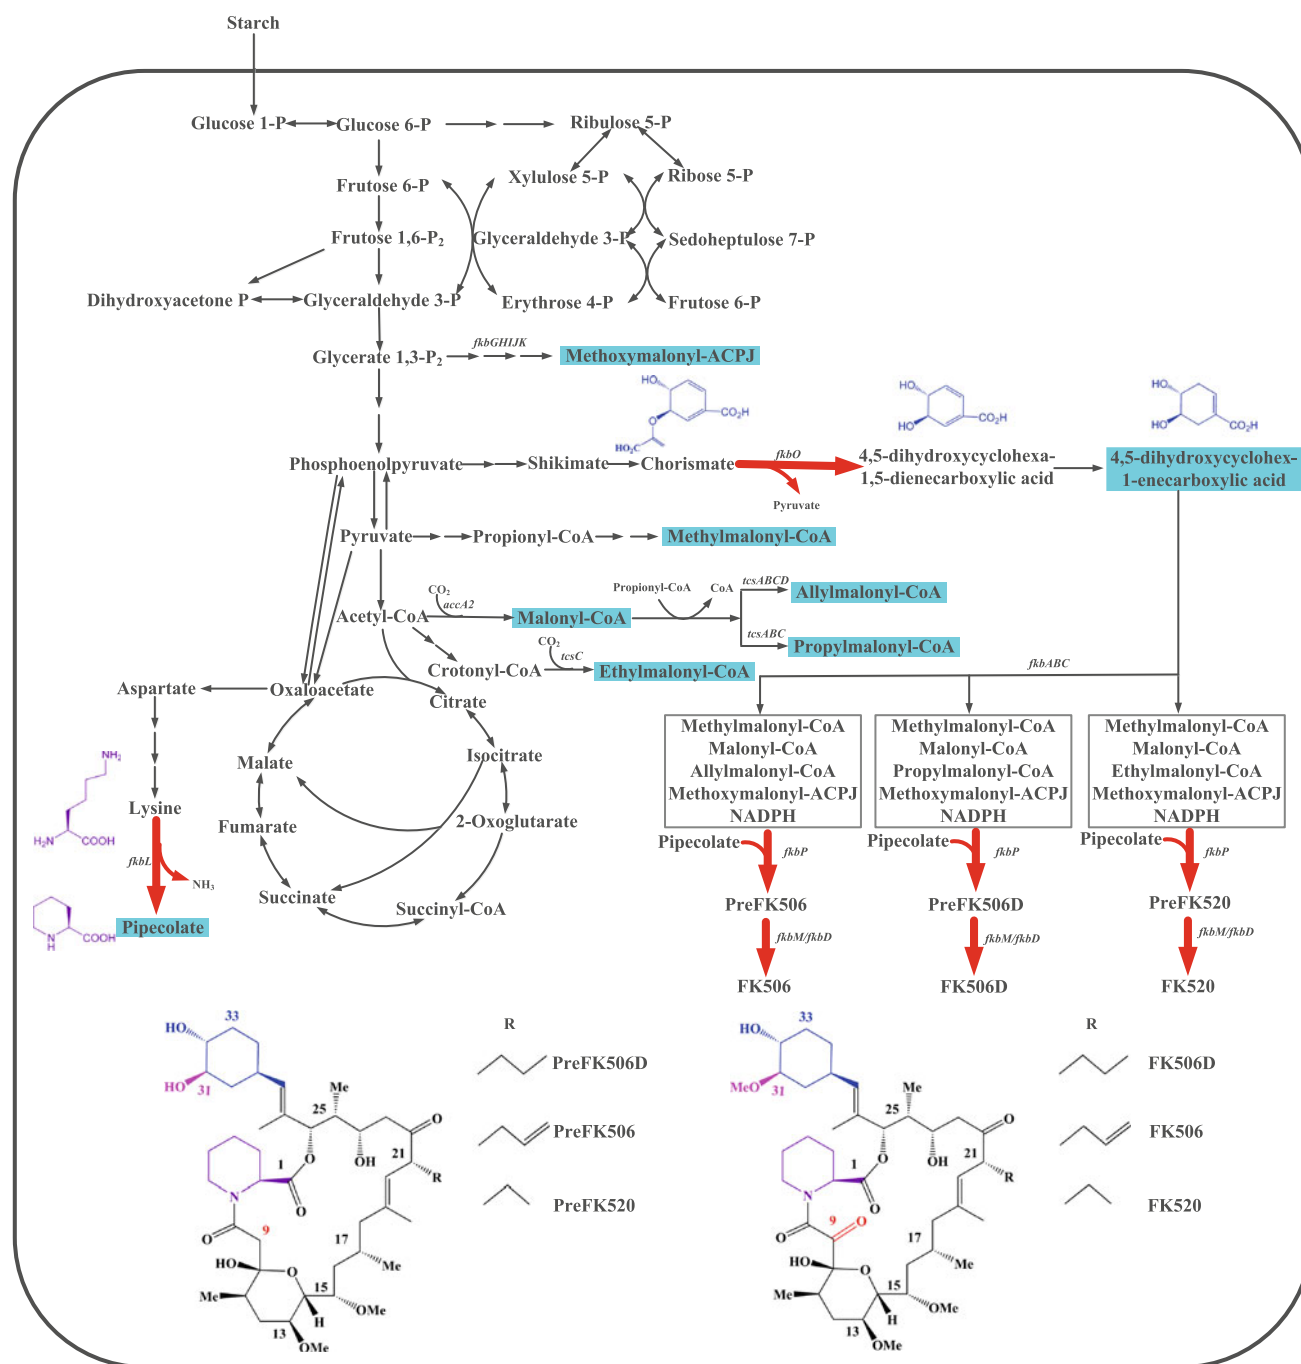 Starch
Glucose 1-P
Glucose 6-P
Ribulose 5-P
Frutose 6-P
Xylulose 5-P
Ribose 5-P
Frutose 1,6-P₂
Glyceraldehyde 3-P
Sedoheptulose 7-P
Dihydroxyacetone P
Glyceraldehyde 3-P
Erythrose 4-P
Frutose 6-P
Glycerate 1,3-P₂
fkbGHIJK
Methoxymalonyl-ACPJ
HO
CO₂H
O
HO₂C
HO
HO
CO₂H
HO
HO
CO₂H
Phosphoenolpyruvate
Shikimate
Chorismate
fkbO
Pyruvate
4,5-dihydroxycyclohexa-
1,5-dienecarboxylic acid
4,5-dihydroxycyclohex-
1-enecarboxylic acid
Pyruvate
Propionyl-CoA
Methylmalonyl-CoA
Acetyl-CoA
CO₂
accA2
Malonyl-CoA
Propionyl-CoA
CoA
tcsABCD
Allylmalonyl-CoA
tcsABC
Propylmalonyl-CoA
Crotonyl-CoA
CO₂
tcsC
Ethylmalonyl-CoA
fkbABC
Aspartate
Oxaloacetate
Citrate
Malate
Isocitrate
Fumarate
2-Oxoglutarate
Succinate
Succinyl-CoA
NH₂
H₂N
COOH
Lysine
fkbL
NH₃
N
H
COOH
Pipecolate
Methylmalonyl-CoA
Malonyl-CoA
Allylmalonyl-CoA
Methoxymalonyl-ACPJ
NADPH
Pipecolate
fkbP
PreFK506
fkbM/fkbD
FK506
Methylmalonyl-CoA
Malonyl-CoA
Propylmalonyl-CoA
Methoxymalonyl-ACPJ
NADPH
Pipecolate
fkbP
PreFK506D
fkbM/fkbD
FK506D
Methylmalonyl-CoA
Malonyl-CoA
Ethylmalonyl-CoA
Methoxymalonyl-ACPJ
NADPH
Pipecolate
fkbP
PreFK520
fkbM/fkbD
FK520
33
HO
HO
31
Me
25
O
1
O
OH
21
R
O
N
O
O
9
17
HO
O
Me
Me
15
H
OMe
13
OMe
R
PreFK506D
PreFK506
PreFK520
33
HO
MeO
31
Me
25
O
1
O
OH
21
R
O
N
O
O
9
O
17
HO
O
Me
Me
15
H
OMe
13
OMe
R
FK506D
FK506
FK520